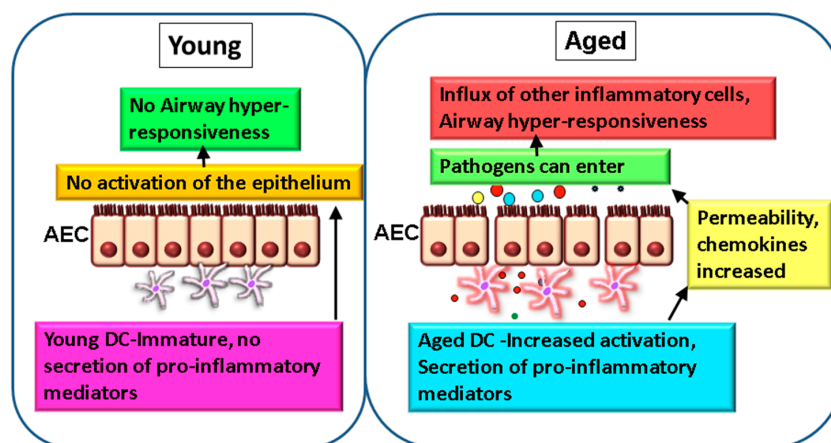 Young
No Airway hyper-
responsiveness
No activation of the epithelium
AEC
Young DC-Immature, no
secretion of pro-inflammatory
mediators
Aged
Influx of other inflammatory cells,
Airway hyper-responsiveness
Pathogens can enter
AEC
Permeability,
chemokines
increased
Aged DC -Increased activation,
Secretion of pro-inflammatory
mediators